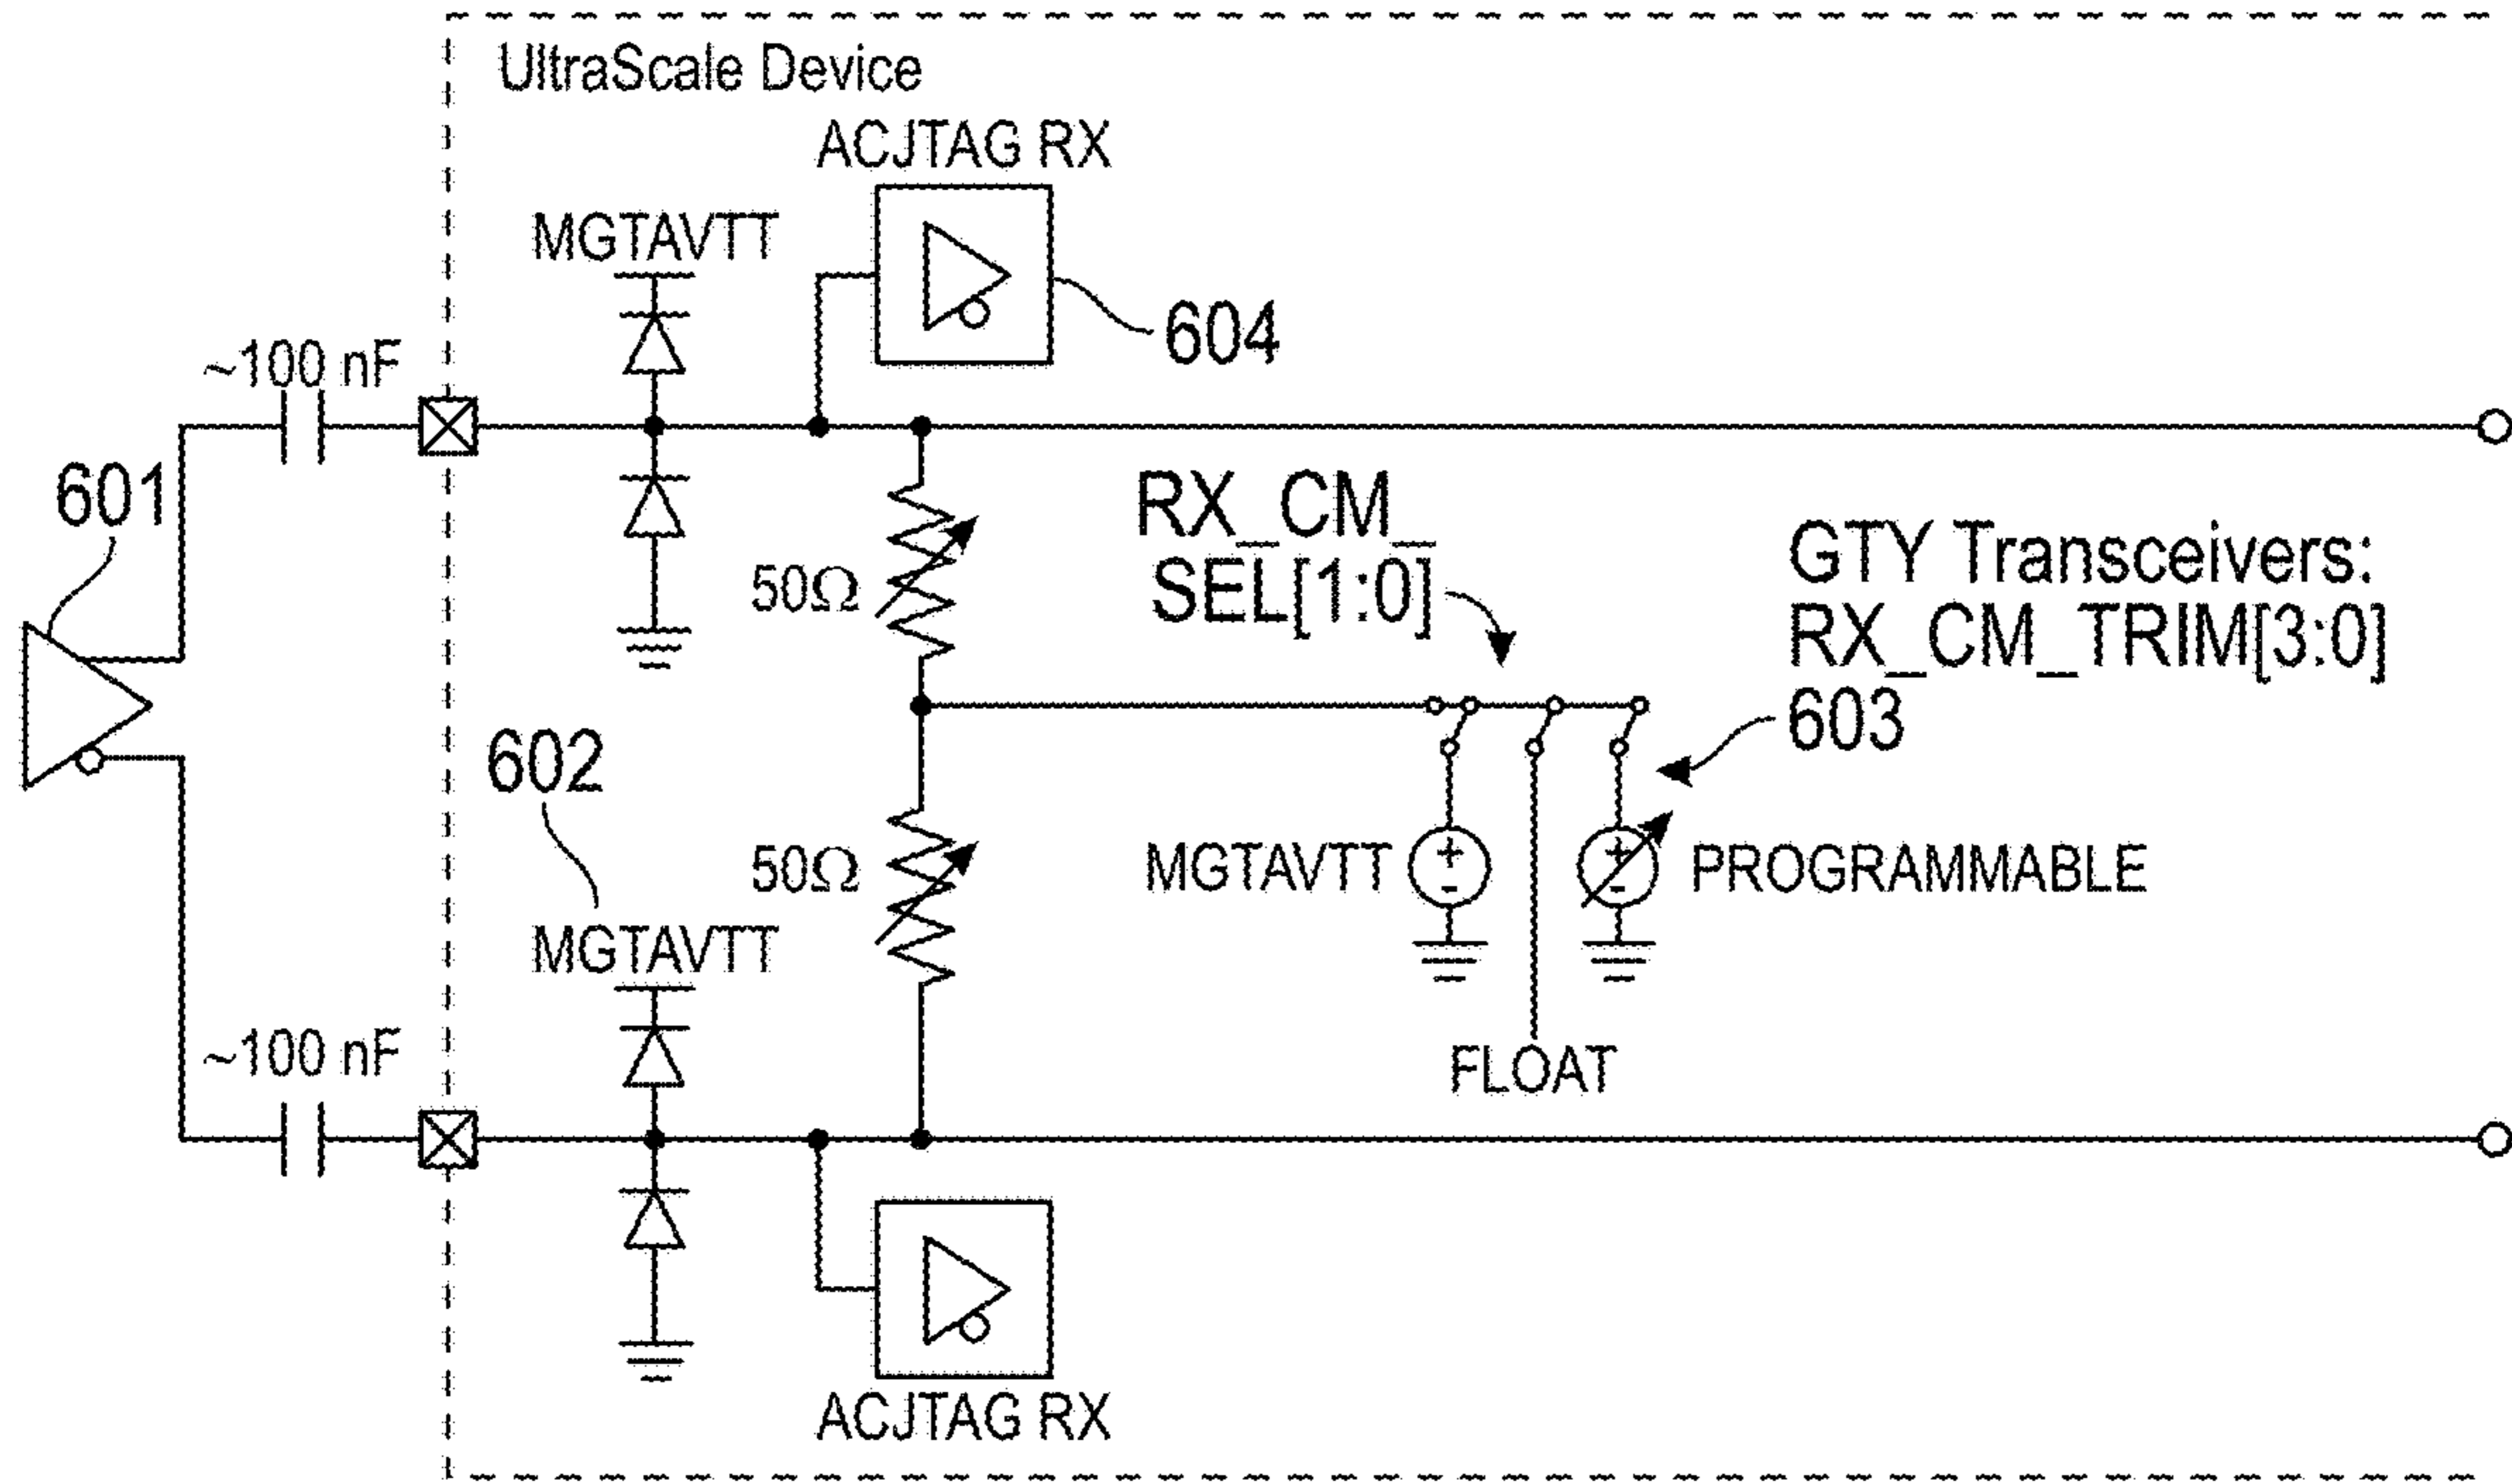 UltraScale Device
ACJTAG RX
MGTAVTT
604
~100 nF
601
RX_CM_
SEL[1:0]
GTY Transceivers:
RX_CM_TRIM[3:0]
603
50Ω
602
50Ω
MGTAVTT
PROGRAMMABLE
MGTAVTT
~100 nF
FLOAT
ACJTAG RX